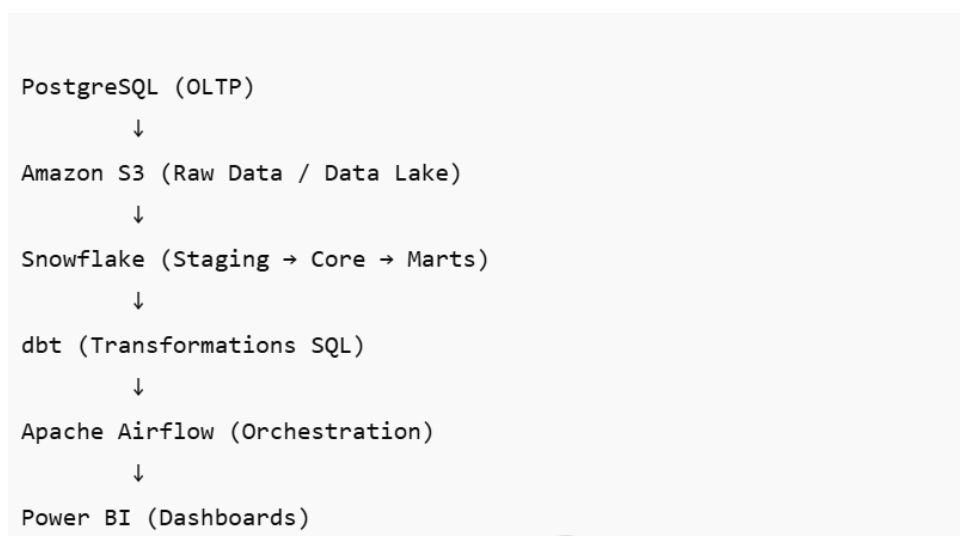 PostgreSQL (OLTP)
↓
Amazon S3 (Raw Data / Data Lake)
↓
Snowflake (Staging → Core → Marts)
↓
dbt (Transformations SQL)
↓
Apache Airflow (Orchestration)
↓
Power BI (Dashboards)